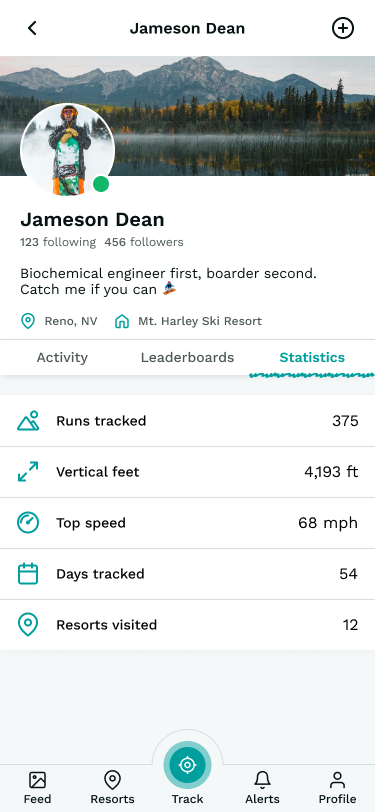 Jameson Dean
Jameson Dean
123 following 456 followers
Biochemical engineer first, boarder second.
Catch me if you can 🏂
Reno, NV Mt. Harley Ski Resort
Activity Leaderboards Statistics
Runs tracked 375
Vertical feet 4,193 ft
Top speed 68 mph
Days tracked 54
Resorts visited 12
Feed Resorts Track Alerts Profile